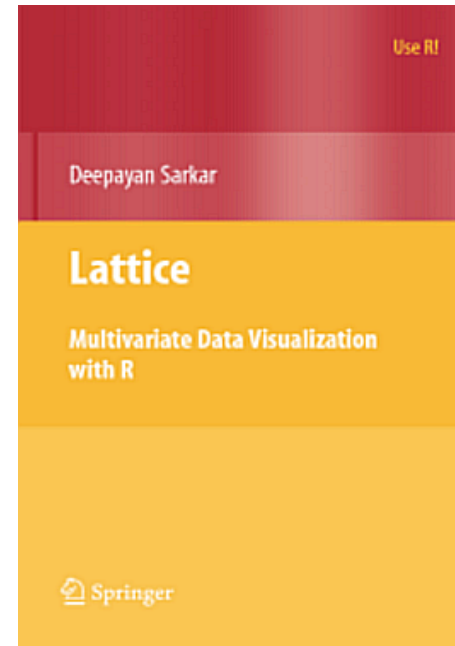 Use R!
Deepayan Sarkar
Lattice
Multivariate Data Visualization
with R
Springer